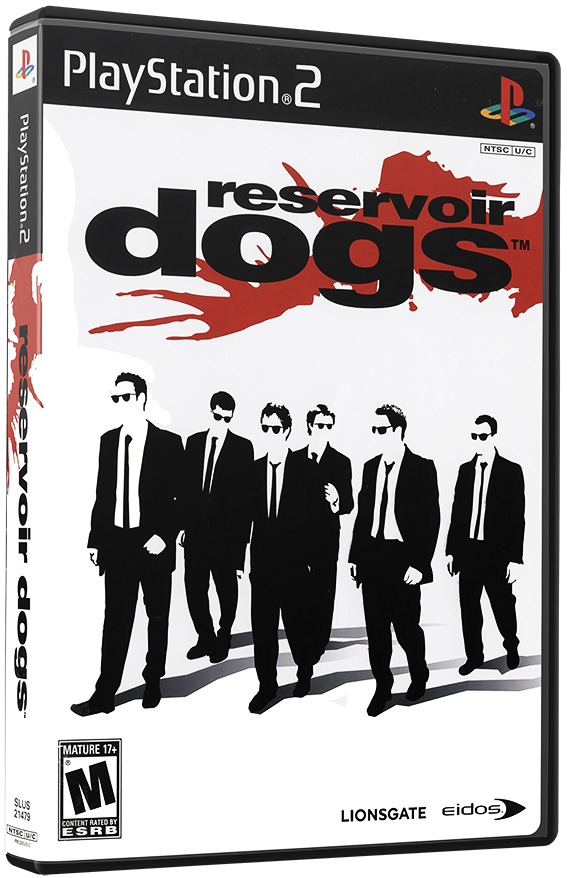 PlayStation®2
NTSC U/C
reservoir
dogs™
MATURE 17+
M®
CONTENT RATED BY
ESRB
LIONSGATE
eidos
PlayStation®2
reservoir dogs™
SLUS
21479
NTSC U/C